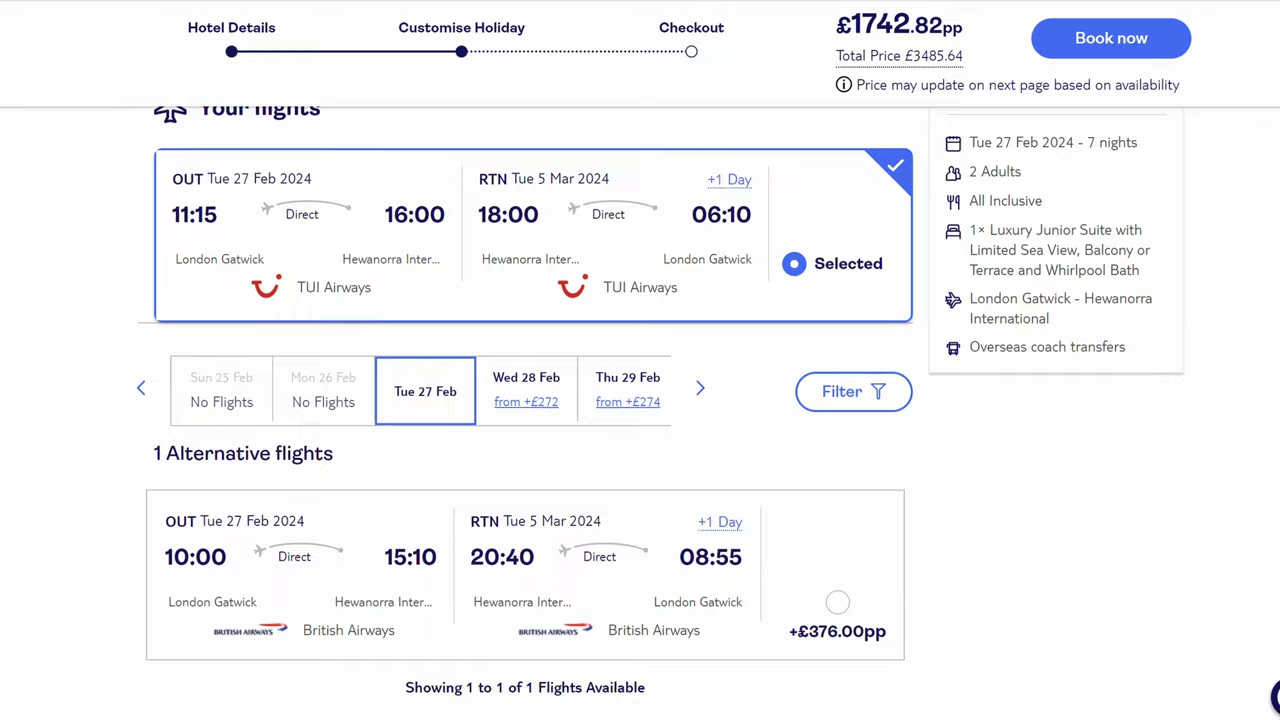 Hotel Details
Customise Holiday
Checkout
£1742.82pp
Total Price £3485.64
Book now
Price may update on next page based on availability
Your flights
OUT Tue 27 Feb 2024
RTN Tue 5 Mar 2024
+1 Day
11:15
Direct
16:00
18:00
Direct
06:10
London Gatwick
Hewanorra Inter...
Hewanorra Inter...
London Gatwick
Selected
TUI Airways
TUI Airways
Tue 27 Feb 2024 - 7 nights
2 Adults
All Inclusive
1× Luxury Junior Suite with
Limited Sea View, Balcony or
Terrace and Whirlpool Bath
London Gatwick - Hewanorra
International
Overseas coach transfers
Sun 25 Feb
No Flights
Mon 26 Feb
No Flights
Tue 27 Feb
Wed 28 Feb
from +£272
Thu 29 Feb
from +£274
Filter
1 Alternative flights
OUT Tue 27 Feb 2024
RTN Tue 5 Mar 2024
+1 Day
10:00
Direct
15:10
20:40
Direct
08:55
London Gatwick
Hewanorra Inter...
Hewanorra Inter...
London Gatwick
BRITISH AIRWAYS
British Airways
BRITISH AIRWAYS
British Airways
+£376.00pp
Showing 1 to 1 of 1 Flights Available